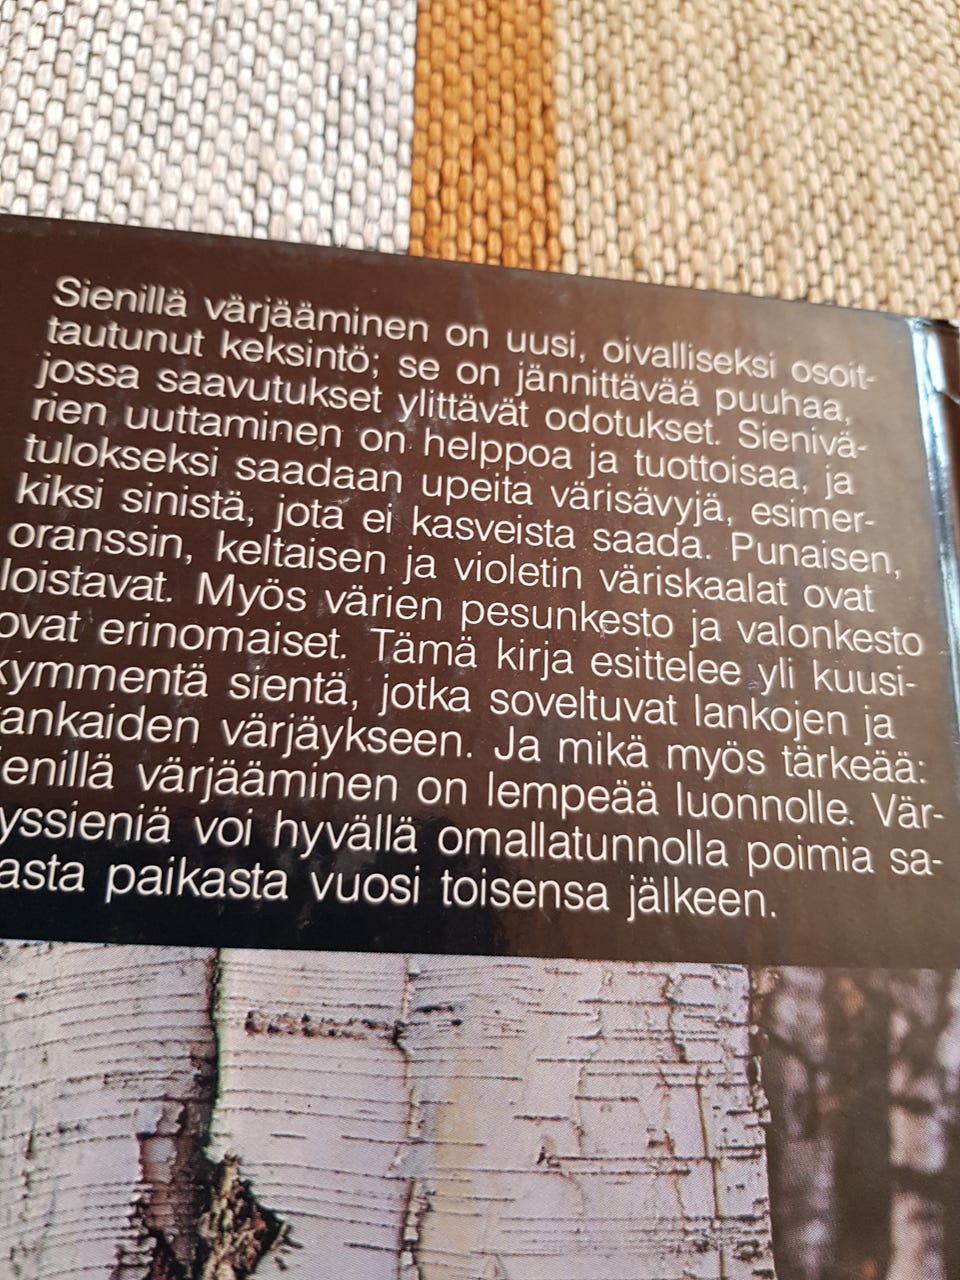 Sienillä värjääminen on uusi, oivalliseksi osoit-
tautunut keksintö; se on jännittävää puuhaa,
jossa saavutukset ylittävät odotukset. Sienivä-
rien uuttaminen on helppoa ja tuottoisaa, ja
tulokseksi saadaan upeita värisävyjä, esimer-
kiksi sinistä, jota ei kasveista saada. Punaisen,
oranssin, keltaisen ja violetin väriskaalat ovat
loistavat. Myös värien pesunkesto ja valonkesto
ovat erinomaiset. Tämä kirja esittelee yli kuusi-
kymmentä sientä, jotka soveltuvat lankojen ja
ankaiden värjäykseen. Ja mikä myös tärkeää:
ienillä värjääminen on lempeää luonnolle. Vär-
yssieniä voi hyvällä omallatunnolla poimia sa-
asta paikasta vuosi toisensa jälkeen.